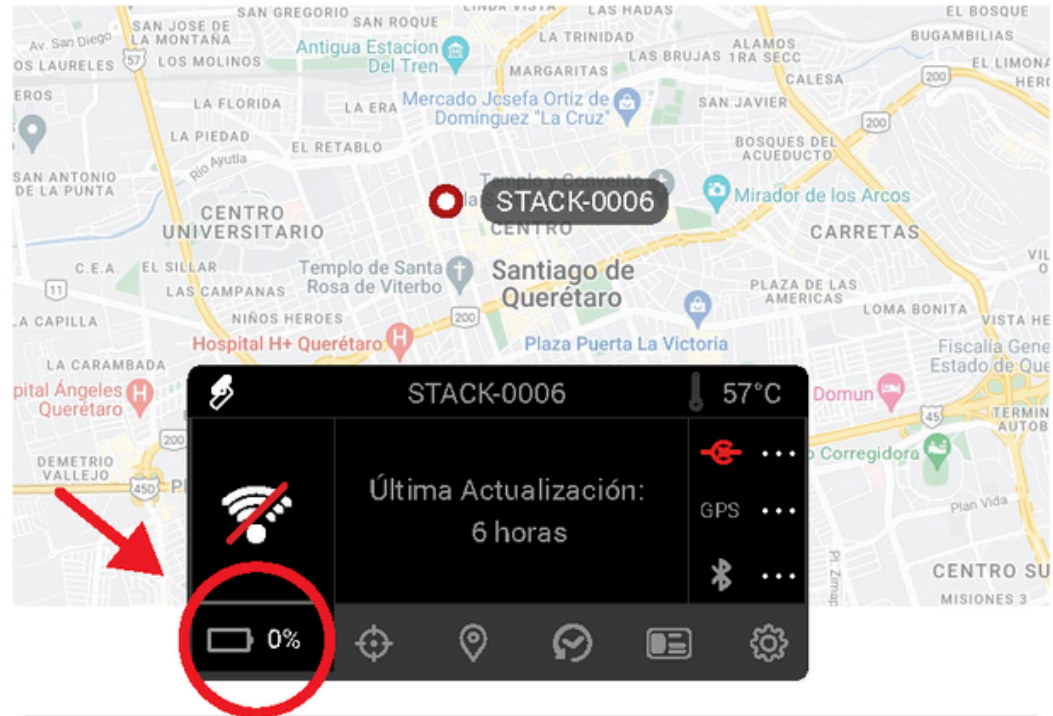 SAN GREGORIO
LINDA VISTA
LAS HADAS
EL BOSQUE
SAN JOSE DE
LA MONTAÑA
SAN ROQUE
Av. San Diego
LA TRINIDAD
BUGAMBILIAS
Antigua Estacion
Del Tren
ALAMOS
1RA SECC
LAS BRUJAS
OS LAURELES
57
LOS MOLINOS
MARGARITAS
CALESA
200
EL LIMONA
HERO
EROS
LA FLORIDA
LA ERA
Mercado Josefa Ortiz de
Domínguez "La Cruz"
SAN JAVIER
200
LA PIEDAD
EL RETABLO
BOSQUES DEL
ACUEDUCTO
Río Ayutla
SAN ANTONIO
DE LA PUNTA
Templo y Convento
STACK-0006
Mirador de los Arcos
CENTRO
UNIVERSITARIO
CENTRO
CARRETAS
C.E.A.
EL SILLAR
Templo de Santa
Rosa de Viterbo
Santiago de
Querétaro
VIL
O
11
LAS CAMPANAS
PLAZA DE LAS
AMERICAS
LOMA BONITA
LA CAPILLA
NIÑOS HEROES
200
VISTA HE
Hospital H+ Querétaro
Plaza Puerta La Victoria
Fiscalía Gene
Estado de Que
LA CARAMBADA
pital Ángeles
Querétaro
STACK-0006
57°C
Domun
45
TERMIN
AUTOB
200
DEMETRIO
VALLEJO
45D
Última Actualización:
6 horas
GPS
Corregidora
Plan Vida
CENTRO SU
MISIONES 3
0%